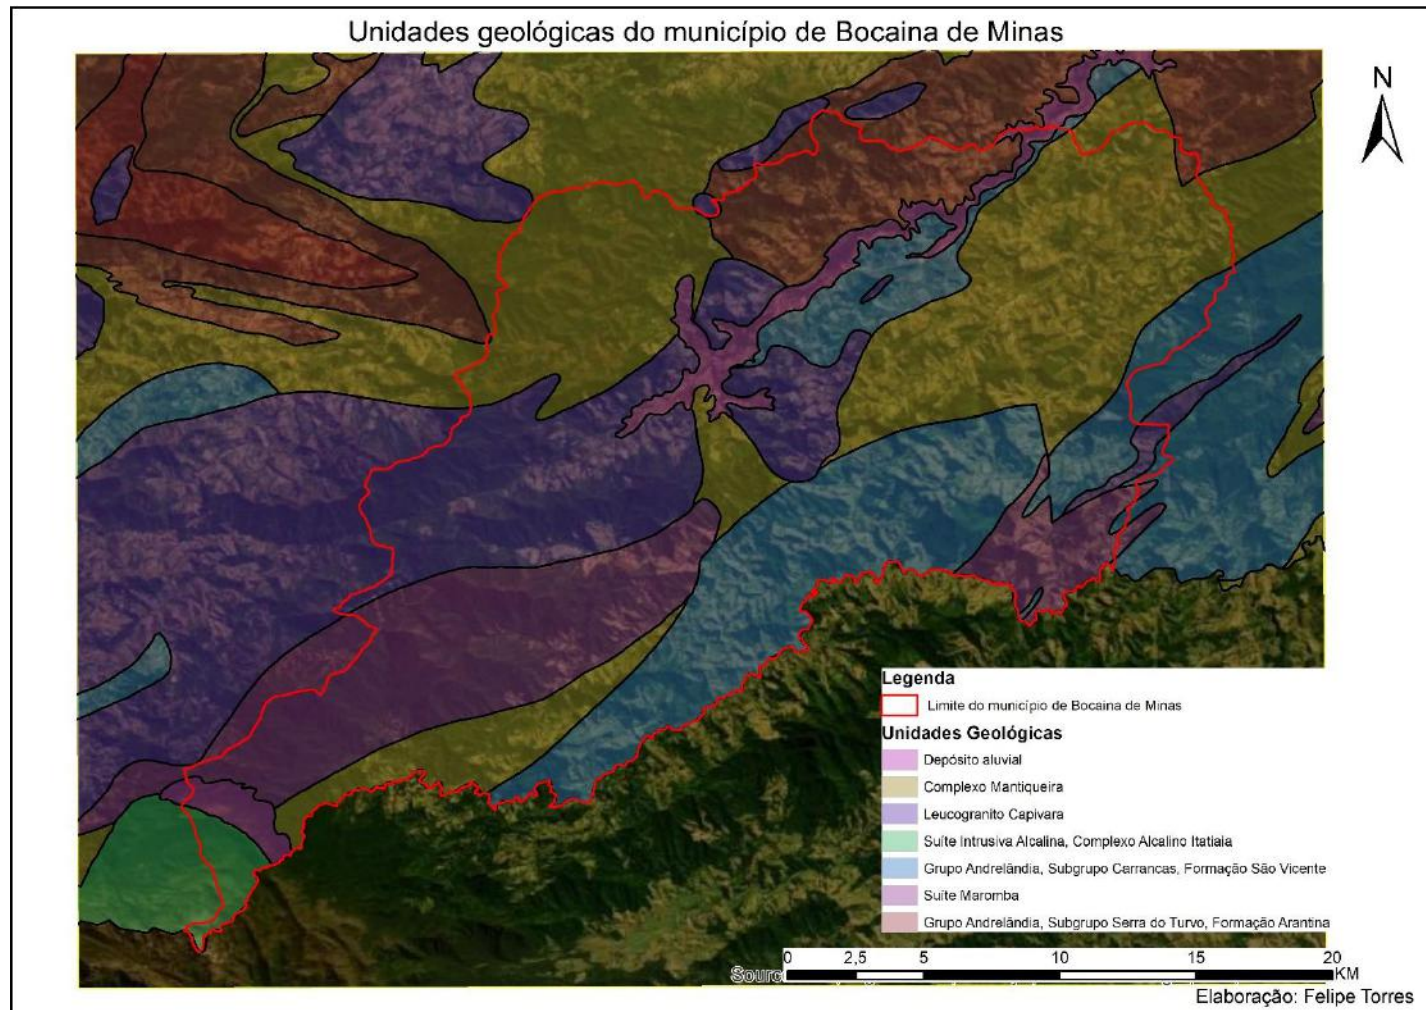 Unidades geológicas do município de Bocaina de Minas
N
Legenda
Limite do município de Bocaina de Minas
Unidades Geológicas
Depósito aluvial
Complexo Mantiqueira
Leucogranito Capivara
Suíte Intrusiva Alcalina, Complexo Alcalino Itatiaia
Grupo Andrelândia, Subgrupo Carrancas, Formação São Vicente
Suíte Maromba
Grupo Andrelândia, Subgrupo Serra do Turvo, Formação Arantina
0 2,5 5 10 15 20
KM
Elaboração: Felipe Torres